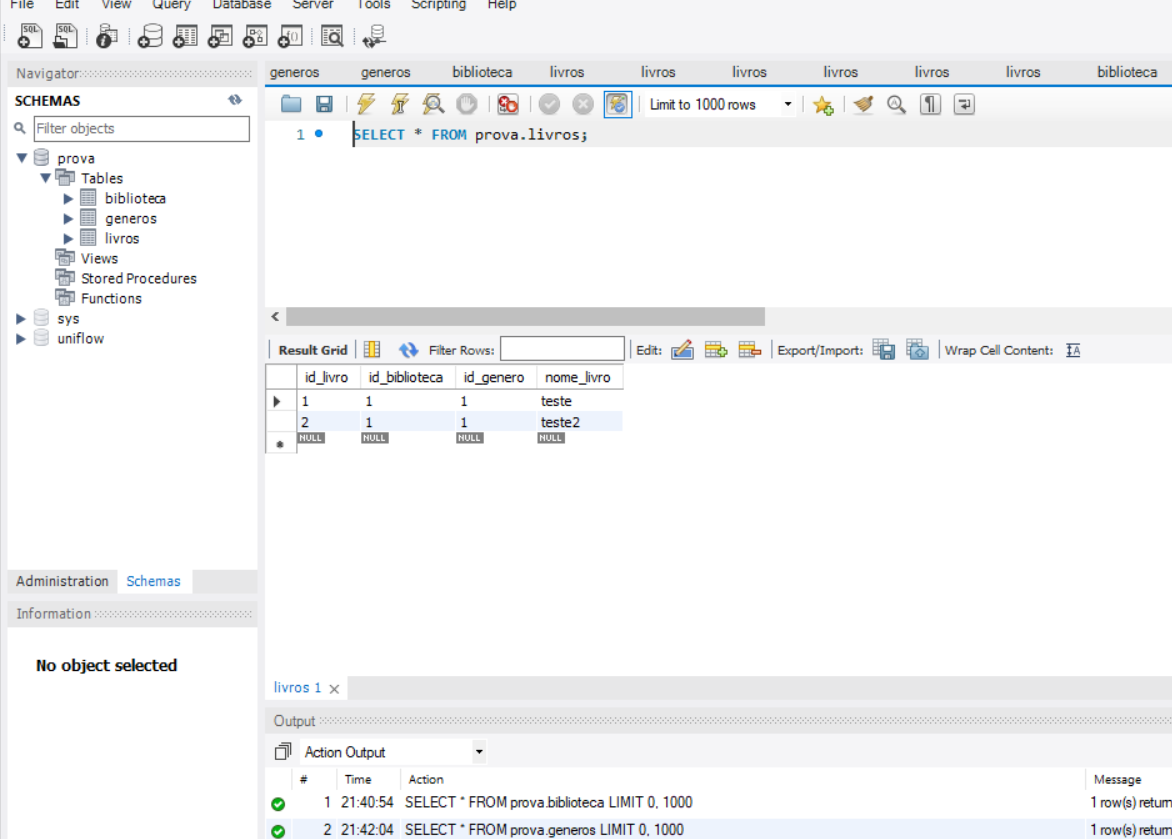 File Edit View Query Database Server Tools Scripting Help
SQL SQL
Navigator
SCHEMAS
Filter objects
prova
Tables
biblioteca
generos
livros
Views
Stored Procedures
Functions
sys
uniflow
Administration Schemas
Information
No object selected
generos generos biblioteca livros livros livros livros livros livros biblioteca
Limit to 1000 rows
1 SELECT * FROM prova.livros;
Result Grid Filter Rows: Edit: Export/Import: Wrap Cell Content:
id_livro id_biblioteca id_genero nome_livro
1 1 1 teste
2 1 1 teste2
NULL NULL NULL NULL
livros 1
Output
Action Output
# Time Action Message
1 21:40:54 SELECT * FROM prova.biblioteca LIMIT 0, 1000 1 row(s) return
2 21:42:04 SELECT * FROM prova.generos LIMIT 0, 1000 1 row(s) return